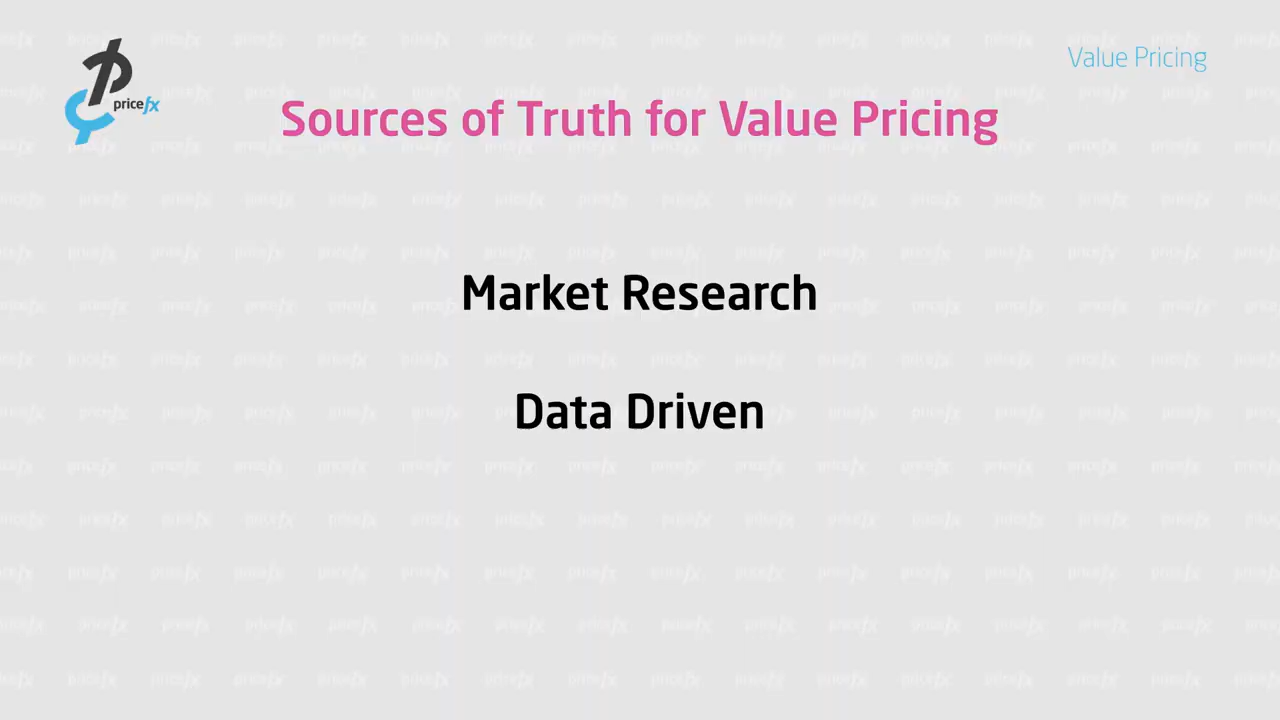 Value Pricing
pricefx
Sources of Truth for Value Pricing
Market Research
Data Driven